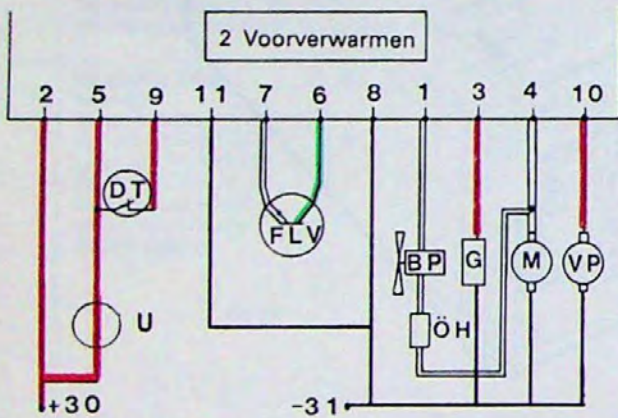 2 Voorverwarmen
2 5 9 11 7 6 8 1 3 4 10
DT
FLV
BP G M VP
U ÖH
+30 -31